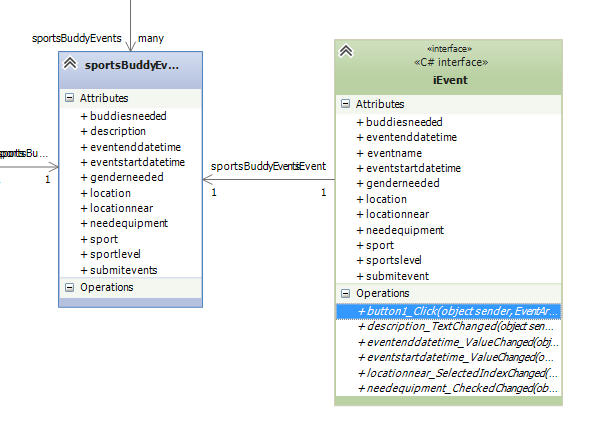 sportsBuddyEvents many
sportsBuddyEv...
Attributes
+ buddiesneeded
+ description
+ eventenddatetime
+ eventstartdatetime
+ genderneeded
+ location
+ locationnear
+ needequipment
+ sport
+ sportlevel
+ submitevents
Operations
1
sportsBuddyEvents
1 1
«interface»
«C# interface»
iEvent
Attributes
+ buddiesneeded
+ eventenddatetime
+ eventname
+ eventstartdatetime
+ genderneeded
+ location
+ locationnear
+ needequipment
+ sport
+ sportslevel
+ submitevent
Operations
+ button1_Click(object sender, EventAr...
+ description_TextChanged(object sen...
+ eventenddatetime_ValueChanged(obj...
+ eventstartdatetime_ValueChanged(o...
+ locationnear_SelectedIndexChanged(...
+ needequipment_CheckedChanged(ob...